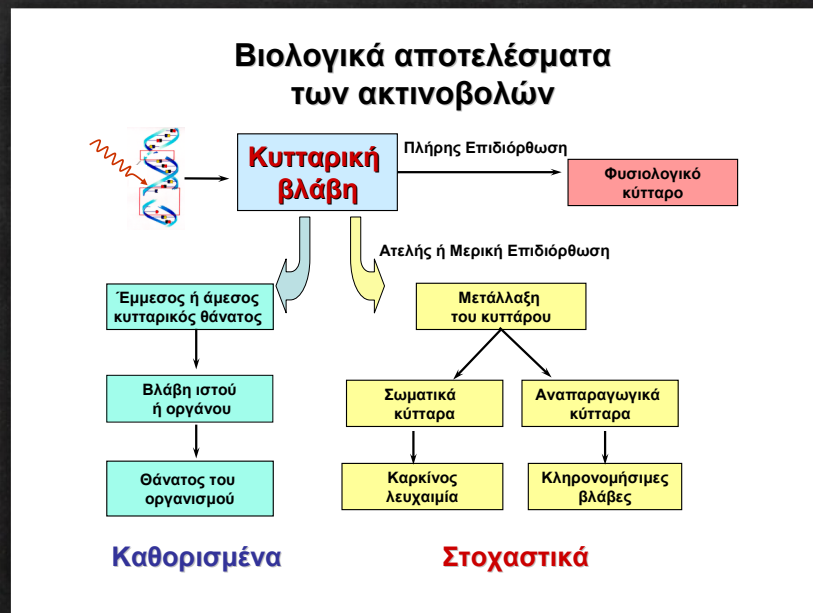 Βιολογικά αποτελέσματα
των ακτινοβολών
Κυτταρική
βλάβη
Πλήρης Επιδιόρθωση
Φυσιολογικό
κύτταρο
Ατελής ή Μερική Επιδιόρθωση
Έμμεσος ή άμεσος
κυτταρικός θάνατος
Μετάλλαξη
του κυττάρου
Βλάβη ιστού
ή οργάνου
Σωματικά
κύτταρα
Αναπαραγωγικά
κύτταρα
Θάνατος του
οργανισμού
Καρκίνος
λευχαιμία
Κληρονομήσιμες
βλάβες
Καθορισμένα
Στοχαστικά